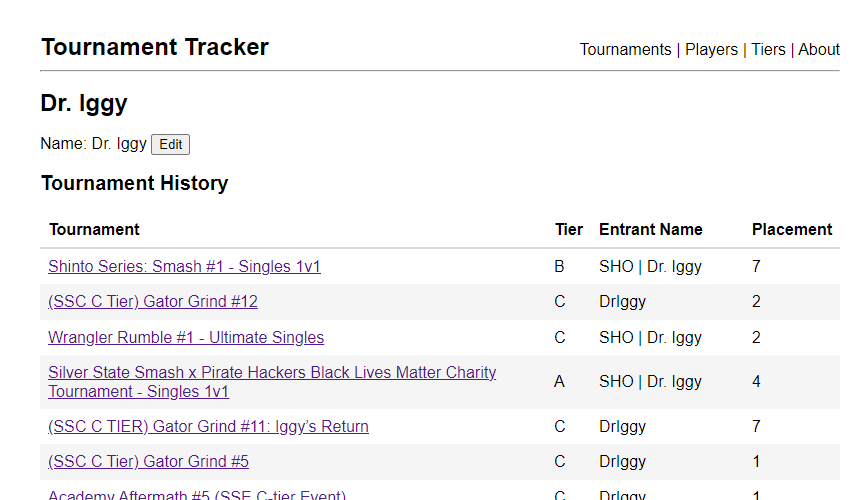 Tournament Tracker
Tournaments | Players | Tiers | About
Dr. Iggy
Name: Dr. Iggy Edit
Tournament History
Tournament Tier Entrant Name Placement
Shinto Series: Smash #1 - Singles 1v1 B SHO | Dr. Iggy 7
(SSC C Tier) Gator Grind #12 C DrIggy 2
Wrangler Rumble #1 - Ultimate Singles C SHO | Dr. Iggy 2
Silver State Smash x Pirate Hackers Black Lives Matter Charity
Tournament - Singles 1v1 A SHO | Dr. Iggy 4
(SSC C TIER) Gator Grind #11: Iggy's Return C DrIggy 7
(SSC C Tier) Gator Grind #5 C DrIggy 1
Academy Aftermath #5 (SSE C-tier Event) C DrIggy 1